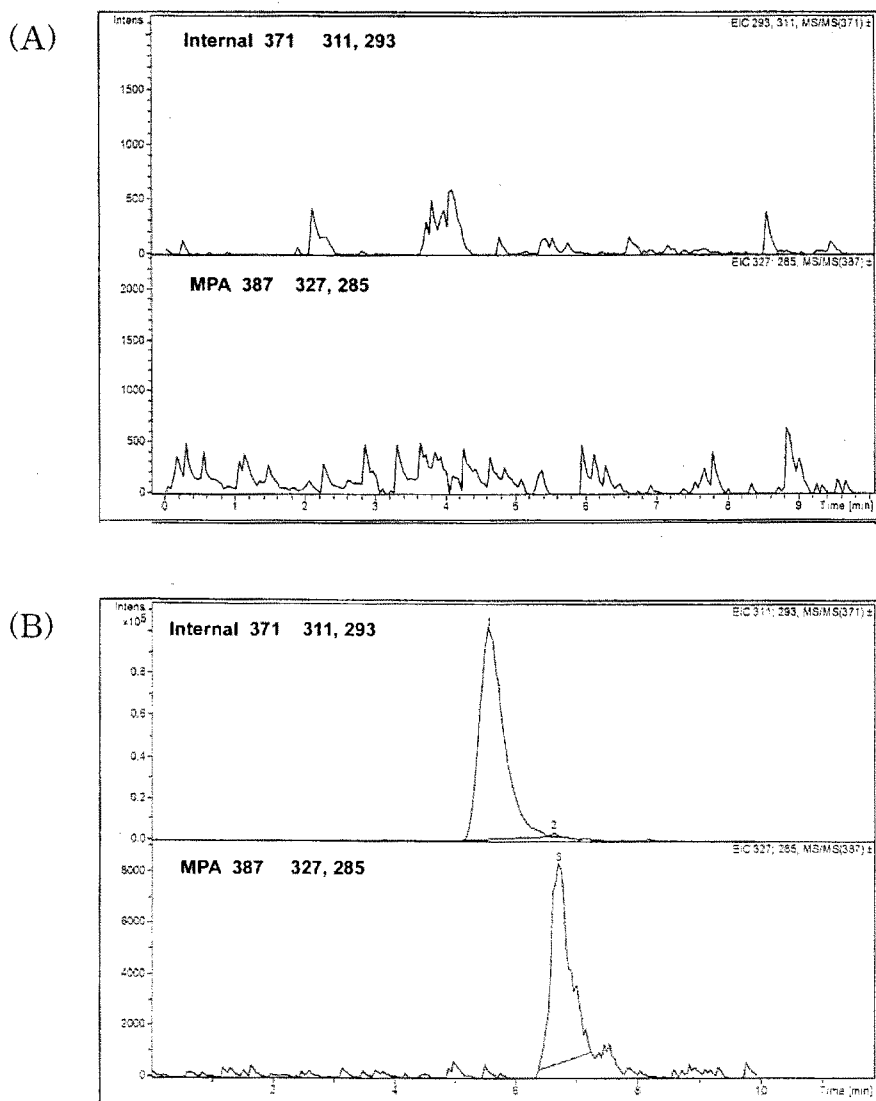 (A)
Intens.
EIC 293, 311, MS/MS(371) ±
Internal 371 311, 293
1500
1000
500
0
EIC 327; 285, MS/MS(387) ±
MPA 387 327, 285
2000
1500
1000
500
0
0 1 2 3 4 5 6 7 8 9 Time [min]
(B)
Intens.
x10⁵
EIC 311; 293, MS/MS(371) ±
Internal 371 311, 293
1
0.8
0.6
0.4
0.2
2
0.0
EIC 327; 285, MS/MS(387) ±
MPA 387 327, 285
8000
6000
4000
2000
0
2 4 6 8 10 Time [min]